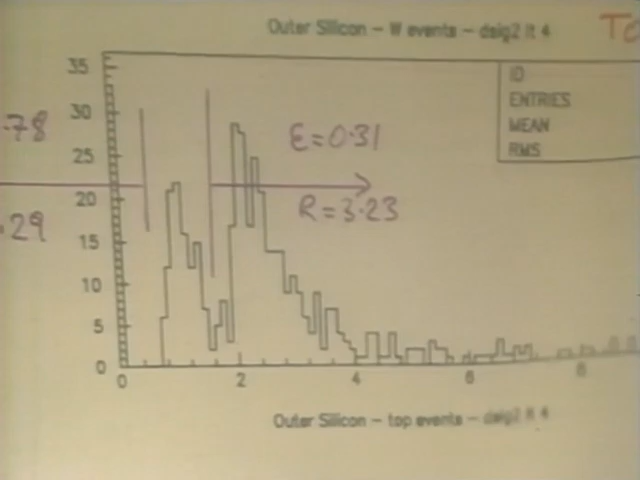 Outer Silicon - W events - dsig2 lt 4
To
ID
ENTRIES
MEAN
RMS
.78
.29
ε=0.31
R=3.23
35
30
25
20
15
10
5
0
0 2 4 6 8
Outer Silicon - top events - dsig2 lt 4